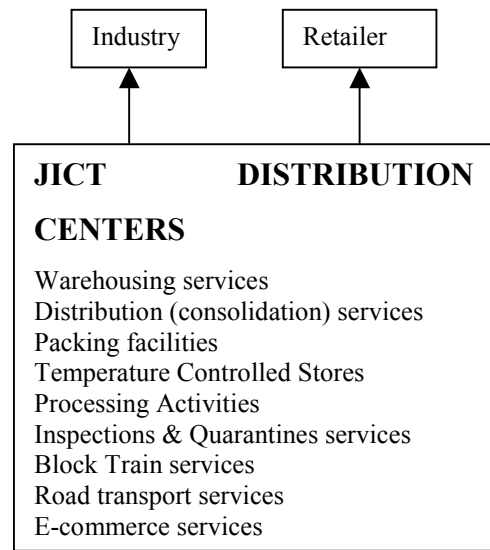 Industry
Retailer
JICT DISTRIBUTION
CENTERS
Warehousing services
Distribution (consolidation) services
Packing facilities
Temperature Controlled Stores
Processing Activities
Inspections & Quarantines services
Block Train services
Road transport services
E-commerce services